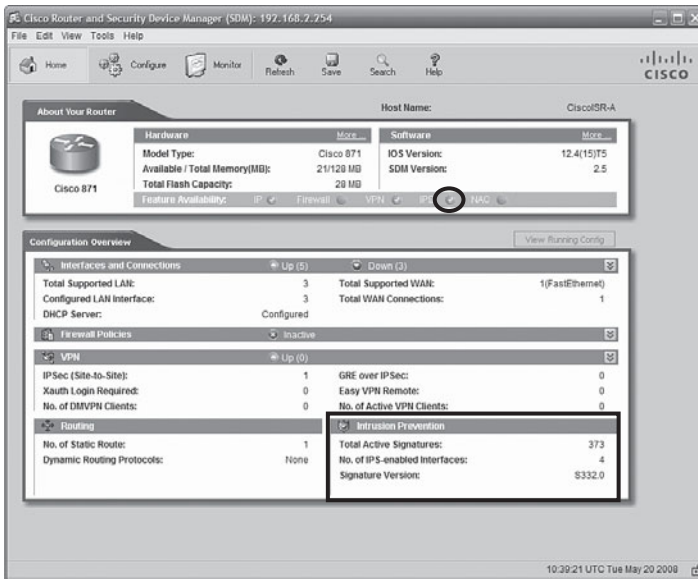 Cisco Router and Security Device Manager (SDM): 192.168.2.254
File Edit View Tools Help
Home Configure Monitor Refresh Save Search Help
CISCO
About Your Router Host Name: CiscoISR-A
Hardware More ... Software More ...
Model Type: Cisco 871 IOS Version: 12.4(15)T5
Available / Total Memory(MB): 21/128 MB SDM Version: 2.5
Total Flash Capacity: 28 MB
Cisco 871
Feature Availability: IP Firewall VPN IPS NAC
Configuration Overview View Running Config
Interfaces and Connections Up (5) Down (3)
Total Supported LAN: 3 Total Supported WAN: 1(FastEthernet)
Configured LAN Interface: 3 Total WAN Connections: 1
DHCP Server: Configured
Firewall Policies Inactive
VPN Up (0)
IPSec (Site-to-Site): 1 GRE over IPSec: 0
Xauth Login Required: 0 Easy VPN Remote: 0
No. of DMVPN Clients: 0 No. of Active VPN Clients: 0
Routing Intrusion Prevention
No. of Static Route: 1 Total Active Signatures: 373
Dynamic Routing Protocols: None No. of IPS-enabled Interfaces: 4
Signature Version: S332.0
10:39:21 UTC Tue May 20 2008